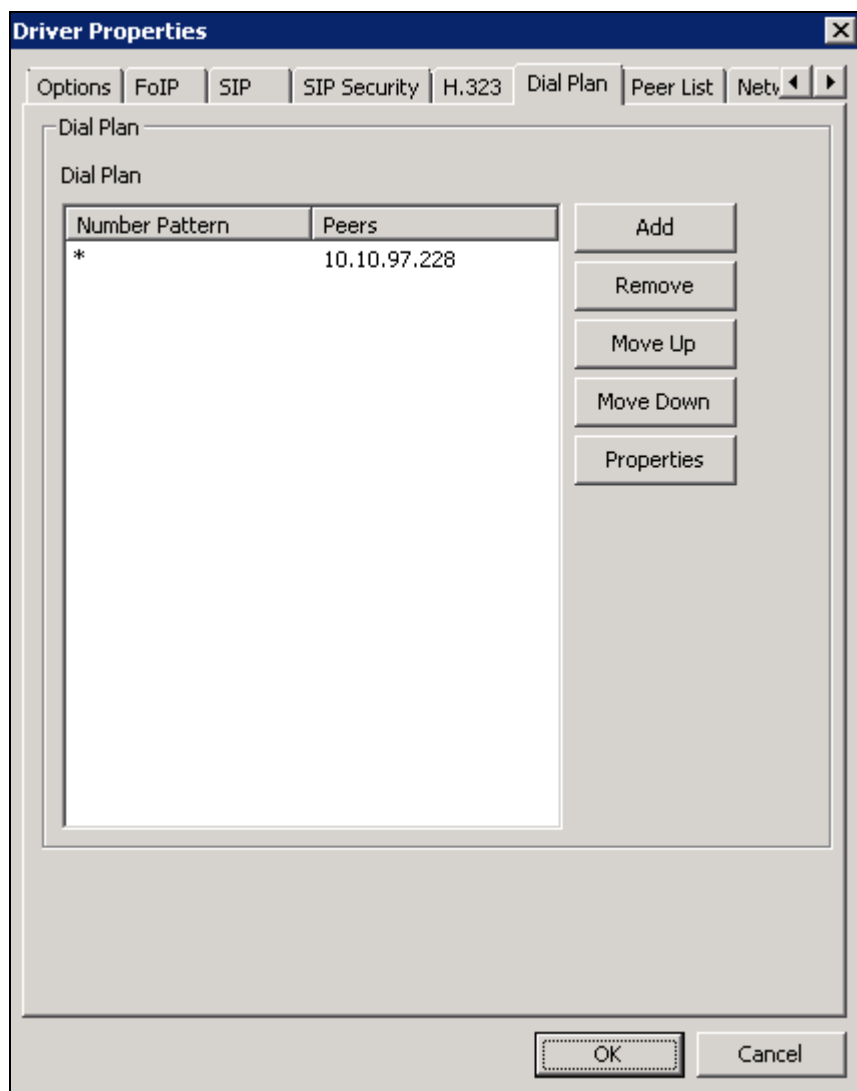 Driver Properties
Options FoIP SIP SIP Security H.323 Dial Plan Peer List Netw
Dial Plan
Dial Plan
Number Pattern Peers
* 10.10.97.228
Add
Remove
Move Up
Move Down
Properties
OK Cancel